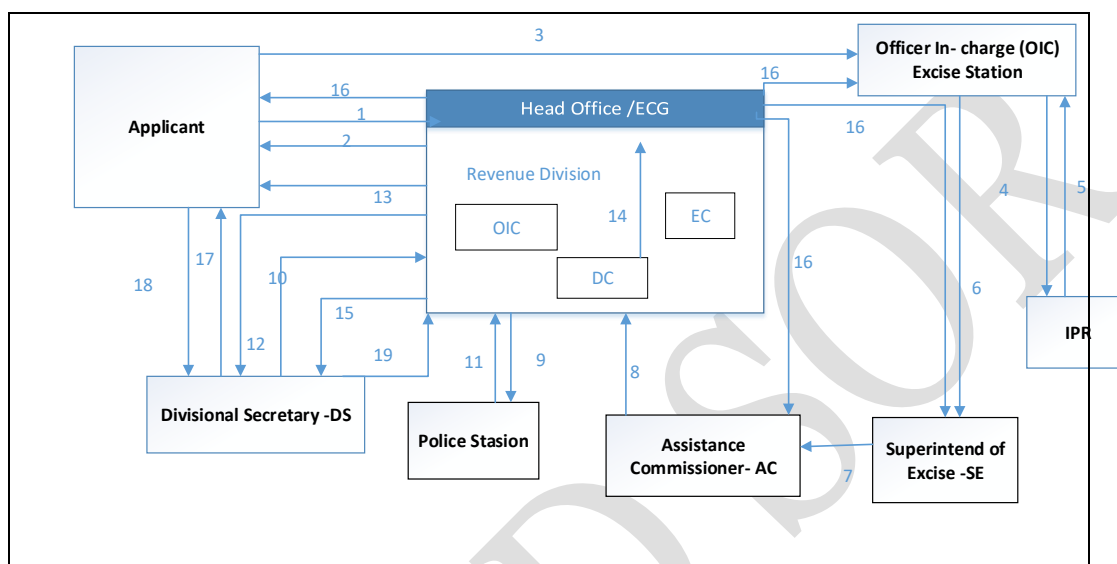 3
Officer In- charge (OIC)
Excise Station
16
16
Head Office /ECG
Applicant
1
16
2
Revenue Division
13
4
5
EC
14
OIC
17
10
16
18
DC
6
15
12
19
11
9
8
IPR
Divisional Secretary -DS
Police Stasion
Assistance
Commissioner- AC
7
Superintend of
Excise -SE
D SOR